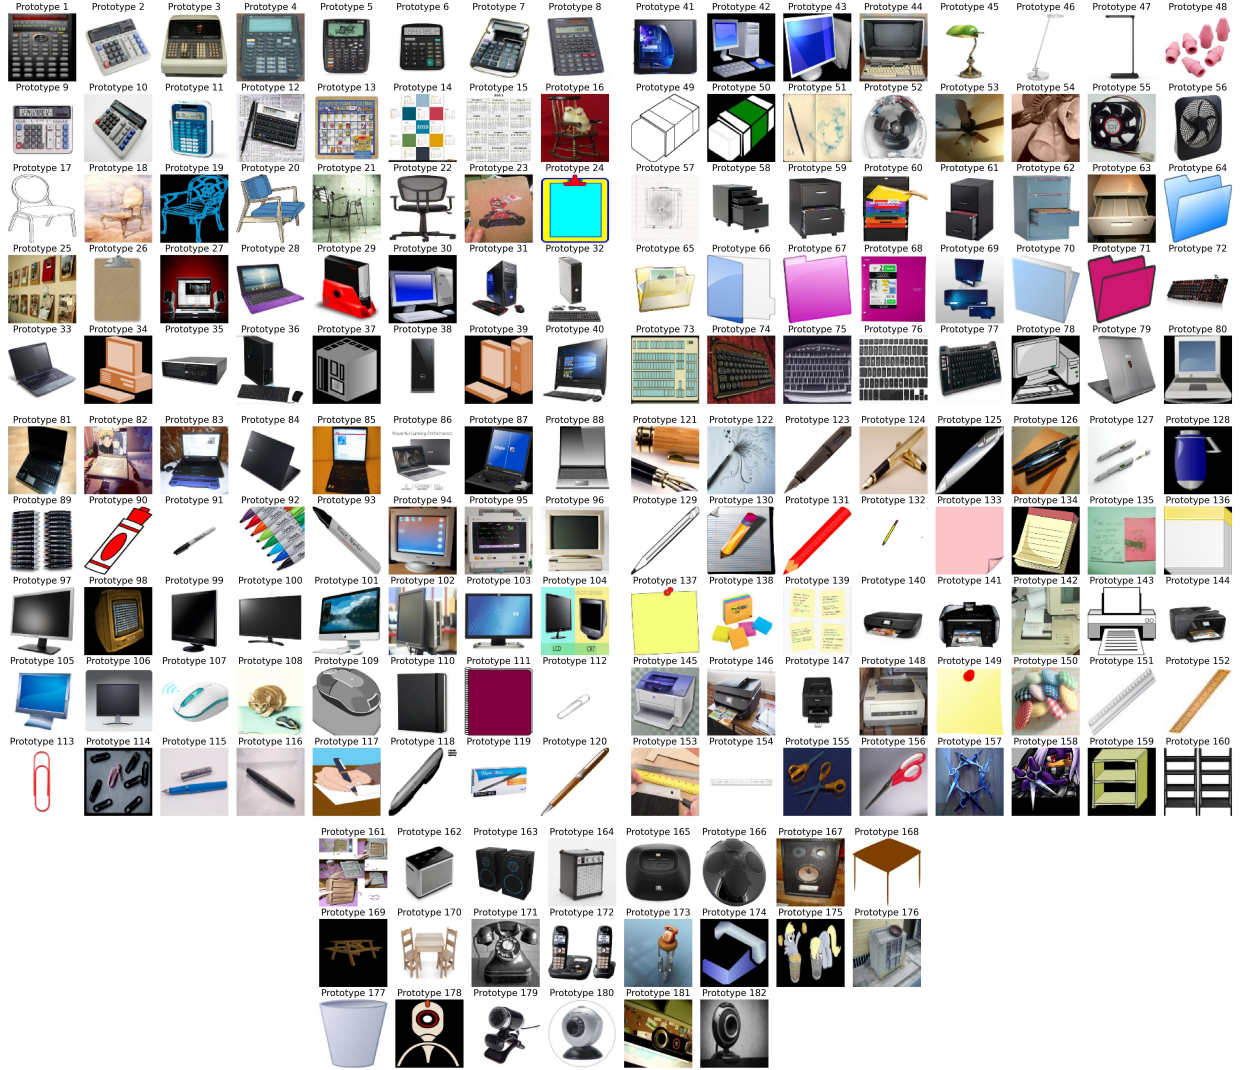 Prototype 1 Prototype 2 Prototype 3 Prototype 4 Prototype 5 Prototype 6 Prototype 7 Prototype 8
Prototype 9 Prototype 10 Prototype 11 Prototype 12 Prototype 13 Prototype 14 Prototype 15 Prototype 16
2015
Prototype 17 Prototype 18 Prototype 19 Prototype 20 Prototype 21 Prototype 22 Prototype 23 Prototype 24
Prototype 25 Prototype 26 Prototype 27 Prototype 28 Prototype 29 Prototype 30 Prototype 31 Prototype 32
Prototype 33 Prototype 34 Prototype 35 Prototype 36 Prototype 37 Prototype 38 Prototype 39 Prototype 40
Prototype 41 Prototype 42 Prototype 43 Prototype 44 Prototype 45 Prototype 46 Prototype 47 Prototype 48
Prototype 49 Prototype 50 Prototype 51 Prototype 52 Prototype 53 Prototype 54 Prototype 55 Prototype 56
Prototype 57 Prototype 58 Prototype 59 Prototype 60 Prototype 61 Prototype 62 Prototype 63 Prototype 64
Prototype 65 Prototype 66 Prototype 67 Prototype 68 Prototype 69 Prototype 70 Prototype 71 Prototype 72
Prototype 73 Prototype 74 Prototype 75 Prototype 76 Prototype 77 Prototype 78 Prototype 79 Prototype 80
Prototype 81 Prototype 82 Prototype 83 Prototype 84 Prototype 85 Prototype 86 Prototype 87 Prototype 88
Prototype 89 Prototype 90 Prototype 91 Prototype 92 Prototype 93 Prototype 94 Prototype 95 Prototype 96
Prototype 97 Prototype 98 Prototype 99 Prototype 100 Prototype 101 Prototype 102 Prototype 103 Prototype 104
LCD CRT
Prototype 105 Prototype 106 Prototype 107 Prototype 108 Prototype 109 Prototype 110 Prototype 111 Prototype 112
Prototype 113 Prototype 114 Prototype 115 Prototype 116 Prototype 117 Prototype 118 Prototype 119 Prototype 120
Prototype 121 Prototype 122 Prototype 123 Prototype 124 Prototype 125 Prototype 126 Prototype 127 Prototype 128
Prototype 129 Prototype 130 Prototype 131 Prototype 132 Prototype 133 Prototype 134 Prototype 135 Prototype 136
Prototype 137 Prototype 138 Prototype 139 Prototype 140 Prototype 141 Prototype 142 Prototype 143 Prototype 144
Prototype 145 Prototype 146 Prototype 147 Prototype 148 Prototype 149 Prototype 150 Prototype 151 Prototype 152
Prototype 153 Prototype 154 Prototype 155 Prototype 156 Prototype 157 Prototype 158 Prototype 159 Prototype 160
Prototype 161 Prototype 162 Prototype 163 Prototype 164 Prototype 165 Prototype 166 Prototype 167 Prototype 168
Prototype 169 Prototype 170 Prototype 171 Prototype 172 Prototype 173 Prototype 174 Prototype 175 Prototype 176
Prototype 177 Prototype 178 Prototype 179 Prototype 180 Prototype 181 Prototype 182